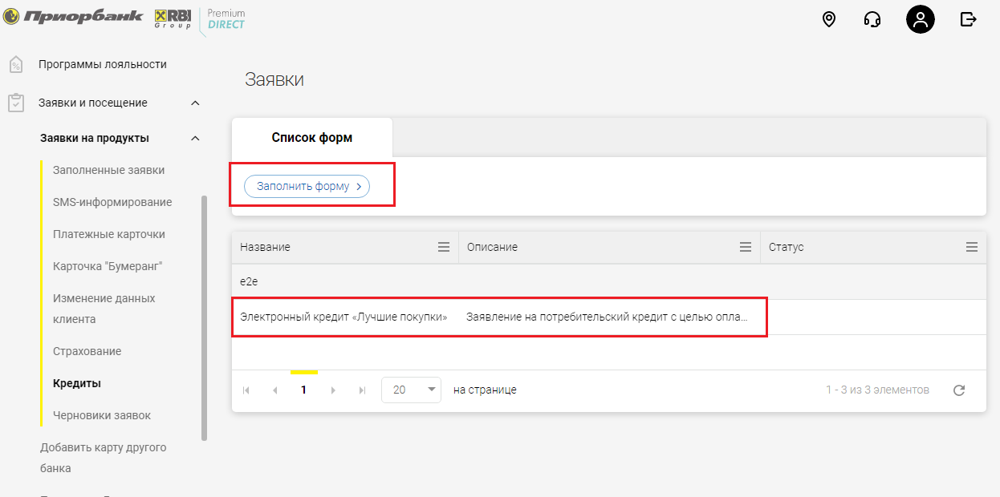 Приорбанк RBI Group Premium DIRECT
Программы лояльности
Заявки и посещение
Заявки на продукты
Заполненные заявки
SMS-информирование
Платежные карточки
Карточка "Бумеранг"
Изменение данных
клиента
Страхование
Кредиты
Черновики заявок
Добавить карту другого
банка
Заявки
Список форм
Заполнить форму
Название Описание Статус
e2e
Электронный кредит «Лучшие покупки» Заявление на потребительский кредит с целью опла...
1 20 на странице 1 - 3 из 3 элементов